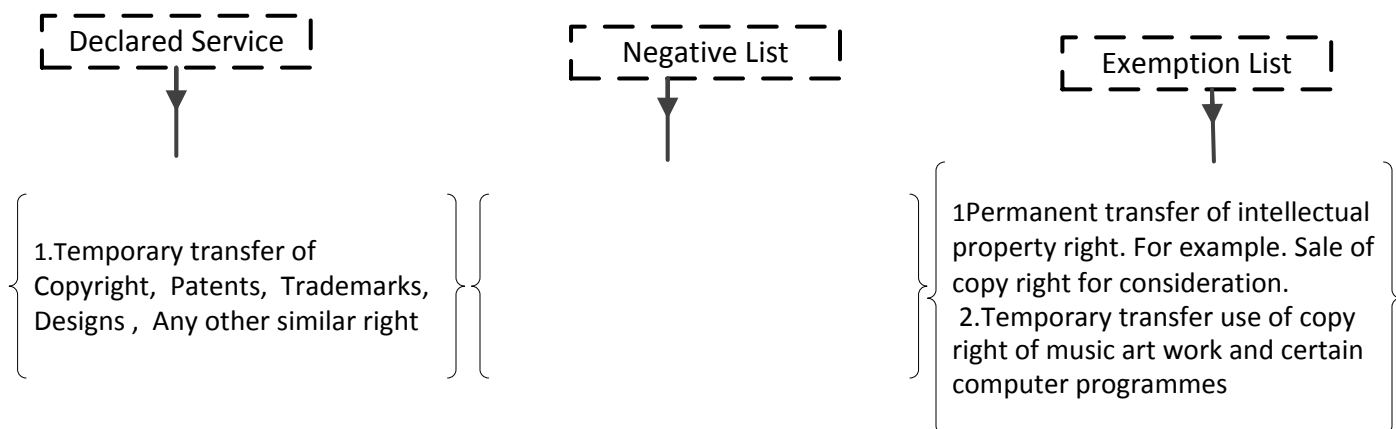 Declared Service
Negative List
Exemption List
1.Temporary transfer of
Copyright, Patents, Trademarks,
Designs , Any other similar right
1Permanent transfer of intellectual
property right. For example. Sale of
copy right for consideration.
2.Temporary transfer use of copy
right of music art work and certain
computer programmes